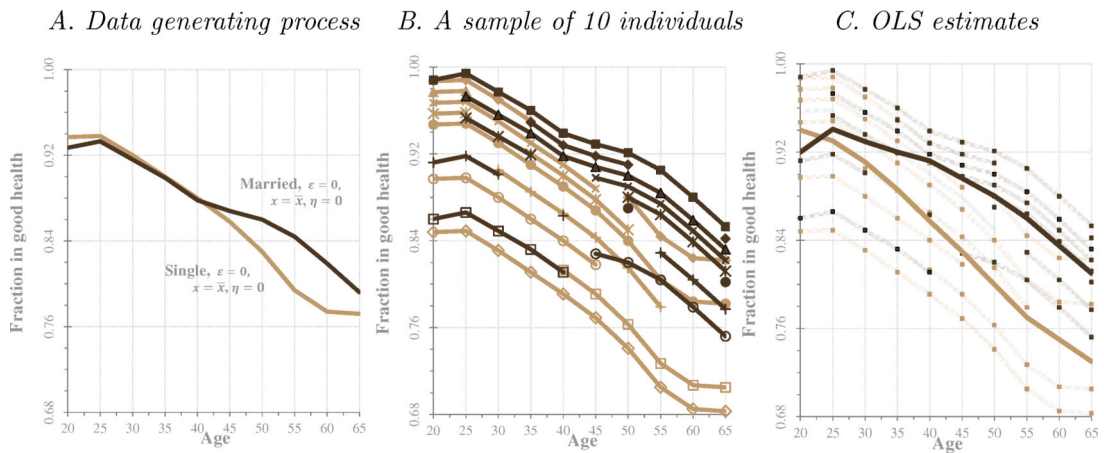 A. Data generating process
B. A sample of 10 individuals
C. OLS estimates
Fraction in good health
1.00
0.92
0.84
0.76
0.68
Married, ε = 0,
x = x̅, η = 0
Single, ε = 0,
x = x̅, η = 0
20 25 30 35 40 45 50 55 60 65
Age
Fraction in good health
1.00
0.92
0.84
0.76
0.68
20 25 30 35 40 45 50 55 60 65
Age
Fraction in good health
1.00
0.92
0.84
0.76
0.68
20 25 30 35 40 45 50 55 60 65
Age